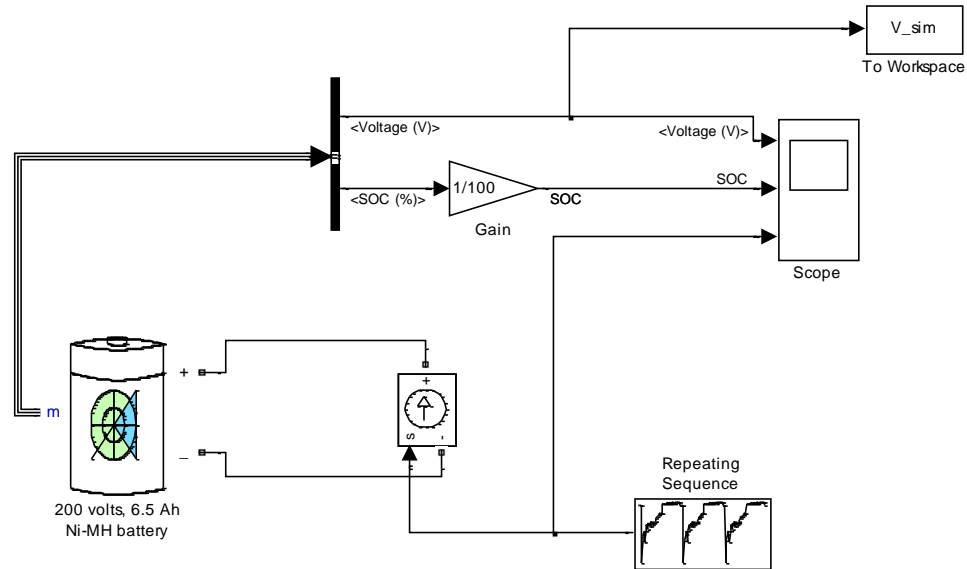 V_sim
To Workspace
<Voltage (V)>
<Voltage (V)>
<SOC (%)>
1/100
SOC
SOC
Gain
Scope
m
+
_
+
s
-
200 volts, 6.5 Ah
Ni-MH battery
Repeating
Sequence